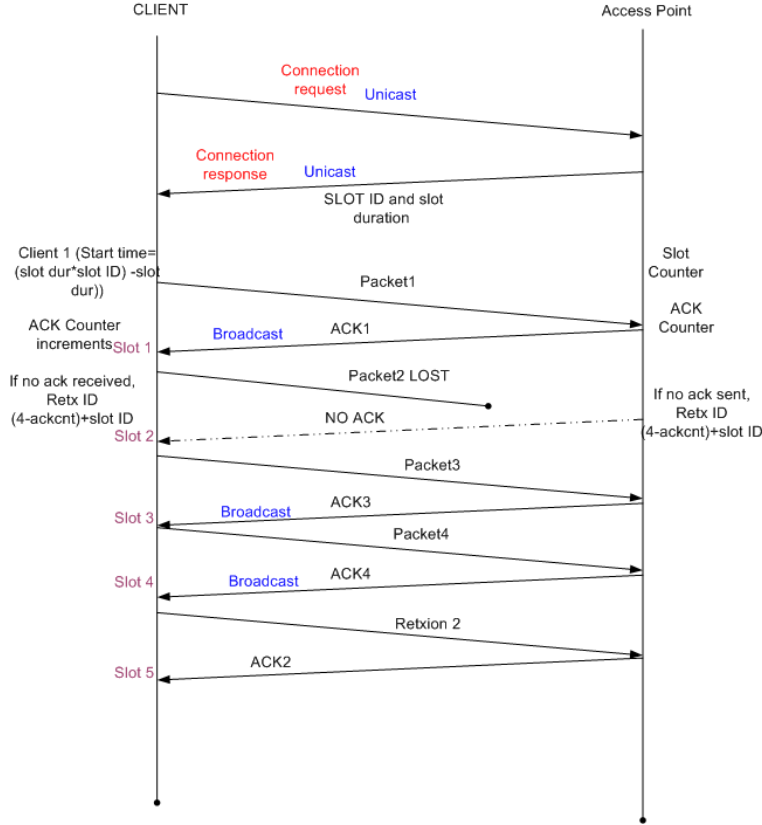 CLIENT
Access Point
Connection
request
Unicast
Connection
response
Unicast
SLOT ID and slot
duration
Client 1 (Start time=
(slot dur*slot ID) -slot
dur))
Slot
Counter
Packet1
ACK
Counter
ACK Counter
increments
Slot 1
Broadcast
ACK1
If no ack received,
Retx ID
(4-ackcnt)+slot ID
Packet2 LOST
If no ack sent,
Retx ID
(4-ackcnt)+slot ID
NO ACK
Slot 2
Packet3
ACK3
Broadcast
Slot 3
Packet4
ACK4
Broadcast
Slot 4
Retxion 2
ACK2
Slot 5